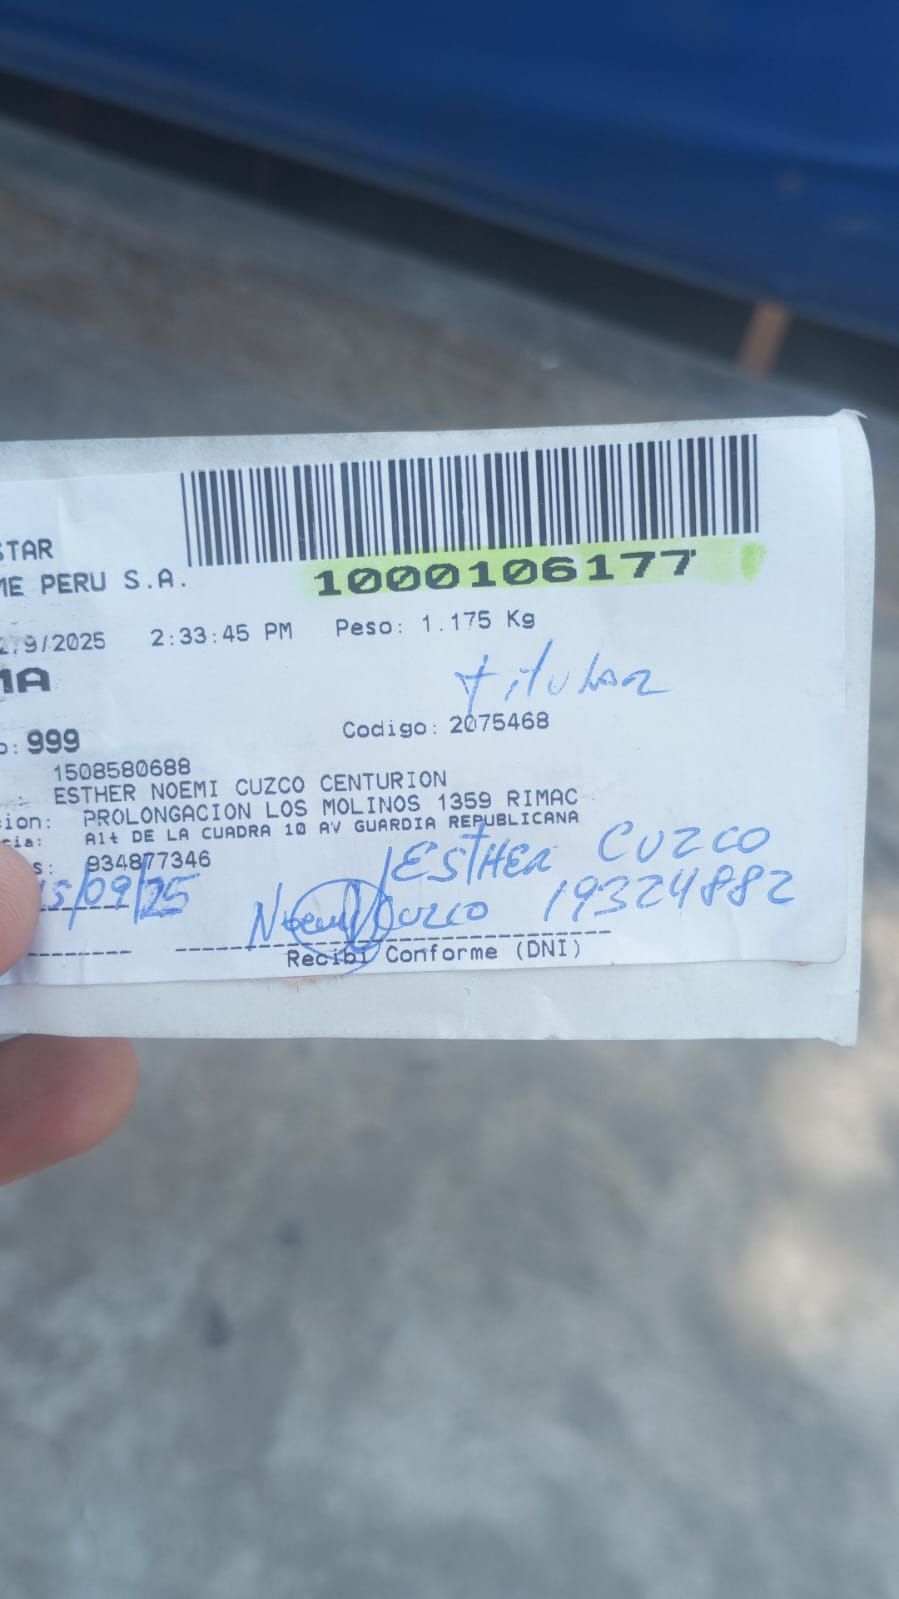 STAR
ME PERU S.A.
1000106177
2/9/2025 2:33:45 PM Peso: 1.175 Kg
MA
titular
o: 999 Codigo: 2075468
1508580688
: ESTHER NOEMI CUZCO CENTURION
cion: PROLONGACION LOS MOLINOS 1359 RIMAC
cia: Alt DE LA CUADRA 10 AV GUARDIA REPUBLICANA
s: 934877346
15/09/25 ESTHER CUZCO
Noemi Cuzco 19324882
Recibi Conforme (DNI)